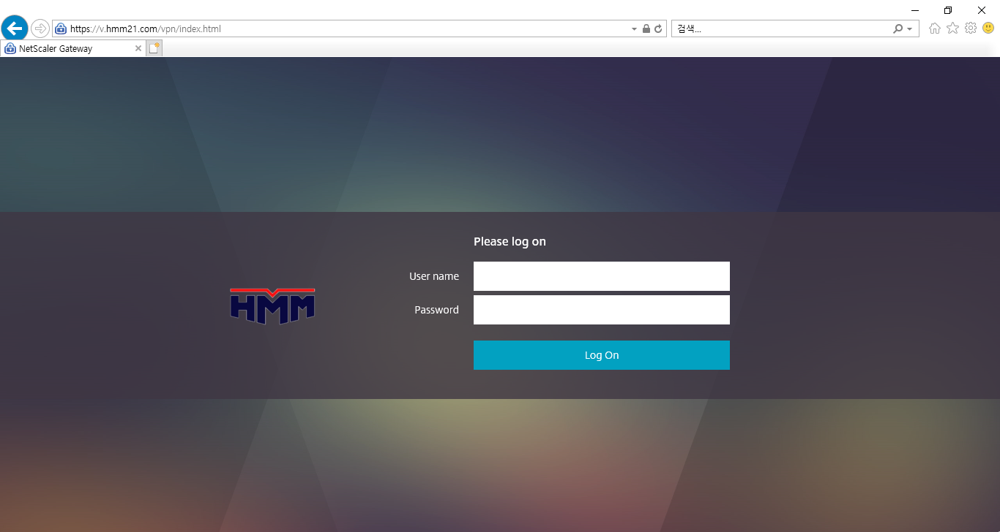 https://v.hmm21.com/vpn/index.html
검색...
NetScaler Gateway
Please log on
User name
HMM
Password
Log On